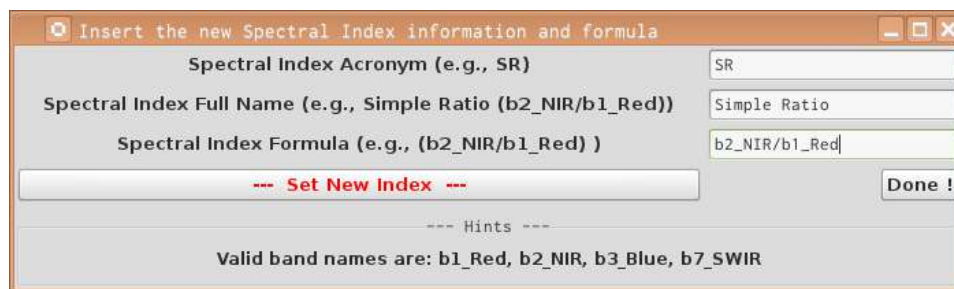 Insert the new Spectral Index information and formula
Spectral Index Acronym (e.g., SR) SR
Spectral Index Full Name (e.g., Simple Ratio (b2_NIR/b1_Red)) Simple Ratio
Spectral Index Formula (e.g., (b2_NIR/b1_Red) ) b2_NIR/b1_Red
--- Set New Index --- Done !
--- Hints ---
Valid band names are: b1_Red, b2_NIR, b3_Blue, b7_SWIR